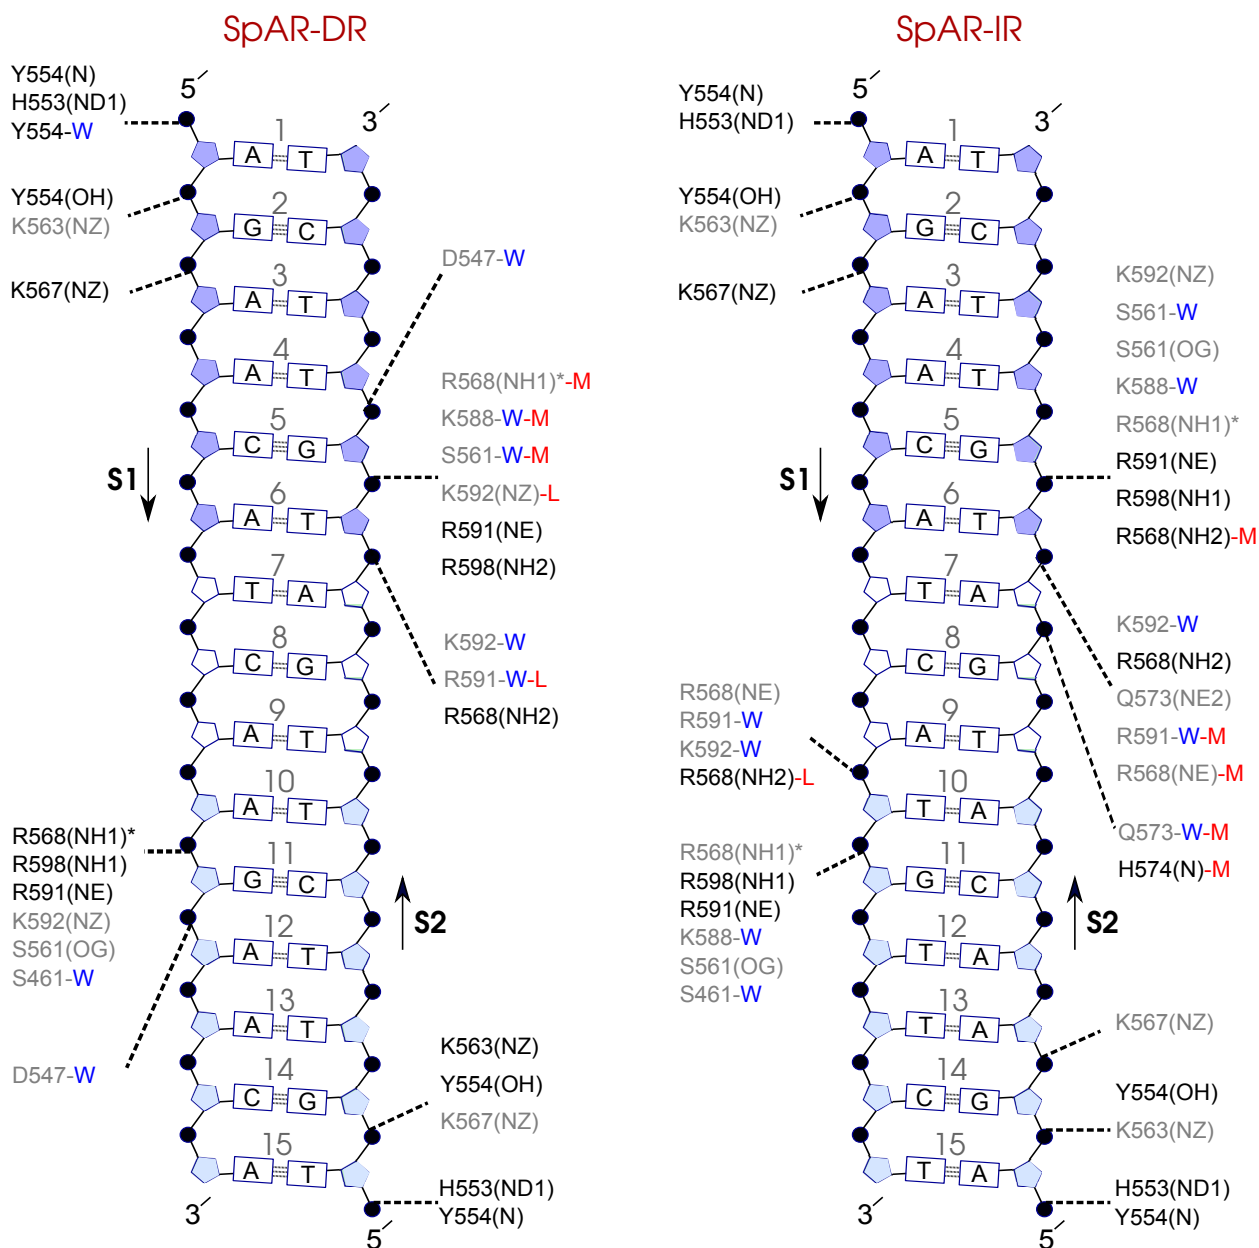 SpAR-DR
Y554(N)
H553(ND1)
Y554-W
5′
3′
1
A T
Y554(OH)
K563(NZ)
2
G C
D547-W
K567(NZ)
3
A T
4
A T
R568(NH1)*-M
K588-W-M
S561-W-M
K592(NZ)-L
R591(NE)
R598(NH2)
5
C G
S1
6
A T
7
T A
K592-W
R591-W-L
R568(NH2)
8
C G
9
A T
10
A T
R568(NH1)*
R598(NH1)
R591(NE)
K592(NZ)
S561(OG)
S461-W
11
G C
S2
12
A T
13
A T
D547-W
K563(NZ)
Y554(OH)
K567(NZ)
14
C G
15
A T
H553(ND1)
Y554(N)
3′
5′
SpAR-IR
Y554(N)
H553(ND1)
5′
3′
1
A T
Y554(OH)
K563(NZ)
2
G C
K567(NZ)
3
A T
K592(NZ)
S561-W
S561(OG)
K588-W
R568(NH1)*
R591(NE)
R598(NH1)
R568(NH2)-M
4
A T
5
C G
S1
6
A T
7
T A
K592-W
R568(NH2)
Q573(NE2)
R591-W-M
R568(NE)-M
8
C G
R568(NE)
R591-W
K592-W
R568(NH2)-L
9
A T
10
T A
Q573-W-M
H574(N)-M
R568(NH1)*
R598(NH1)
R591(NE)
K588-W
S561(OG)
S461-W
11
G C
S2
12
T A
13
T A
K567(NZ)
14
C G
Y554(OH)
K563(NZ)
15
T A
H553(ND1)
Y554(N)
3′
5′